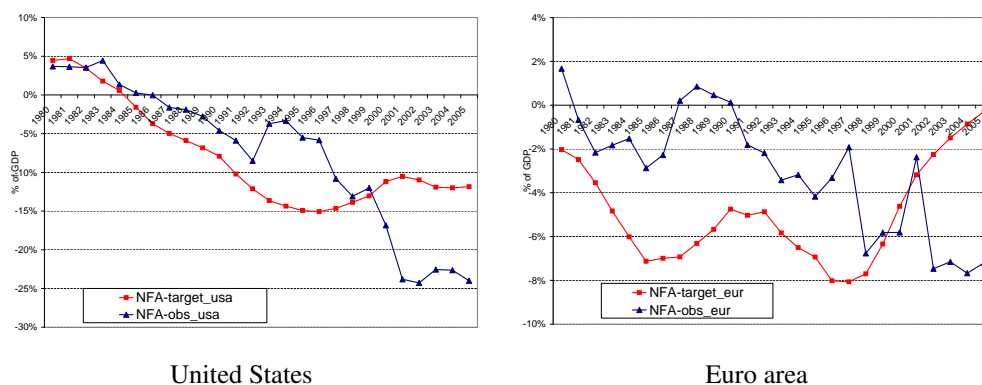 10%
5%
0%
-5%
-10%
-15%
-20%
-25%
-30%
% of GDP
1980 1981 1982 1983 1984 1985 1986 1987 1988 1989 1990 1991 1992 1993 1994 1995 1996 1997 1998 1999 2000 2001 2002 2003 2004 2005
NFA-target_usa
NFA-obs_usa
United States
4%
2%
0%
-2%
-4%
-6%
-8%
-10%
% of GDP
1980 1981 1982 1983 1984 1985 1986 1987 1988 1989 1990 1991 1992 1993 1994 1995 1996 1997 1998 1999 2000 2001 2002 2003 2004 2005
NFA-target_eur
NFA-obs_eur
Euro area